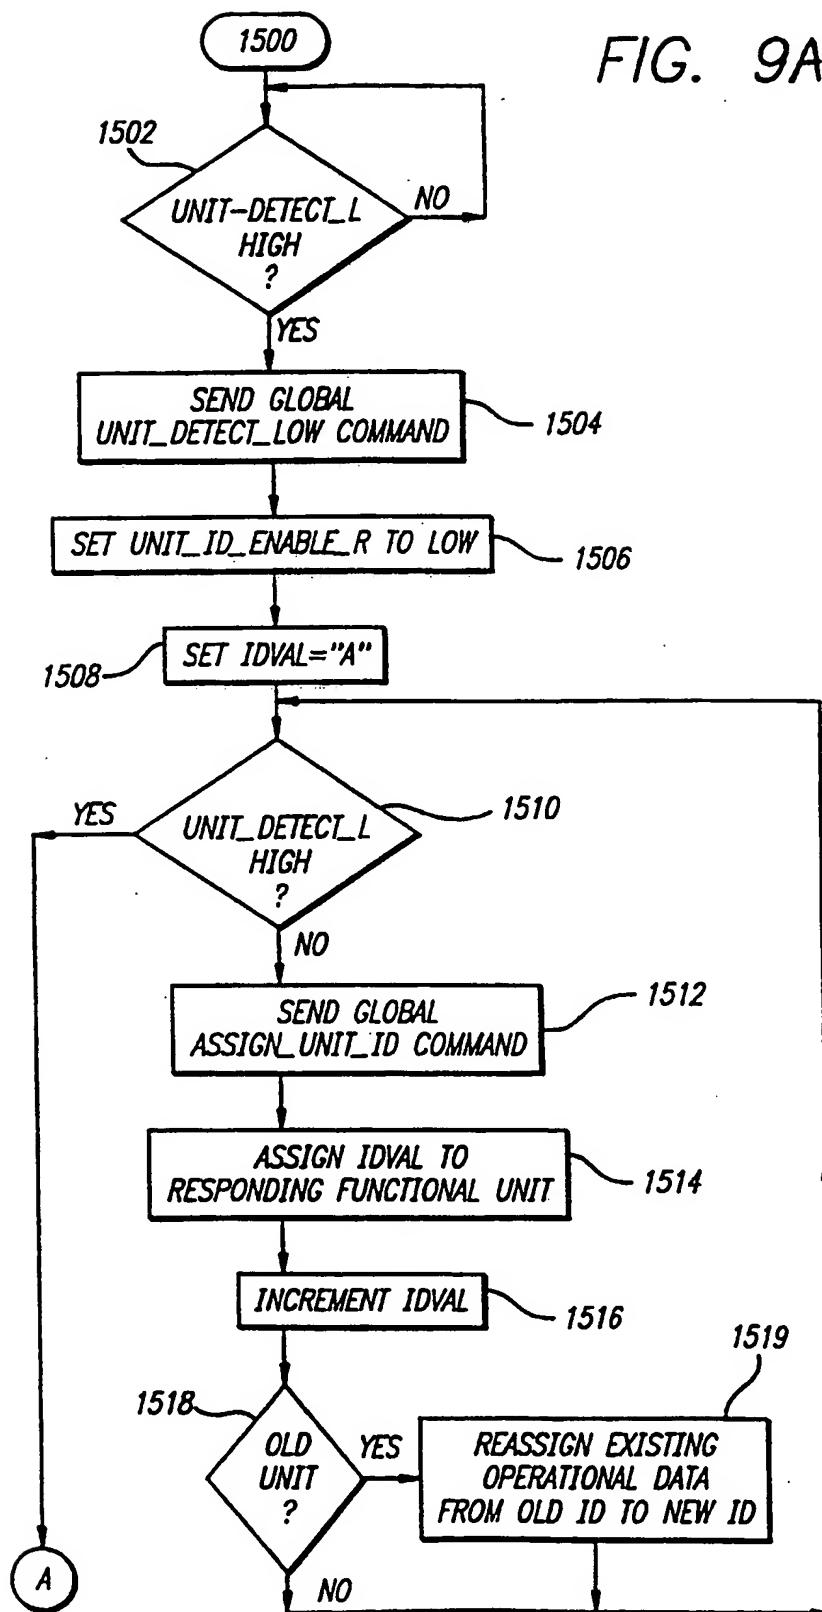 1500
FIG. 9A
1502
UNIT-DETECT_L
HIGH
?
NO
YES
SEND GLOBAL
UNIT_DETECT_LOW COMMAND
1504
SET UNIT_ID_ENABLE_R TO LOW
1506
SET IDVAL="A"
1508
YES
UNIT_DETECT_L
HIGH
?
1510
NO
SEND GLOBAL
ASSIGN_UNIT_ID COMMAND
1512
ASSIGN IDVAL TO
RESPONDING FUNCTIONAL UNIT
1514
INCREMENT IDVAL
1516
1518
OLD
UNIT
?
YES
1519
REASSIGN EXISTING
OPERATIONAL DATA
FROM OLD ID TO NEW ID
A
NO